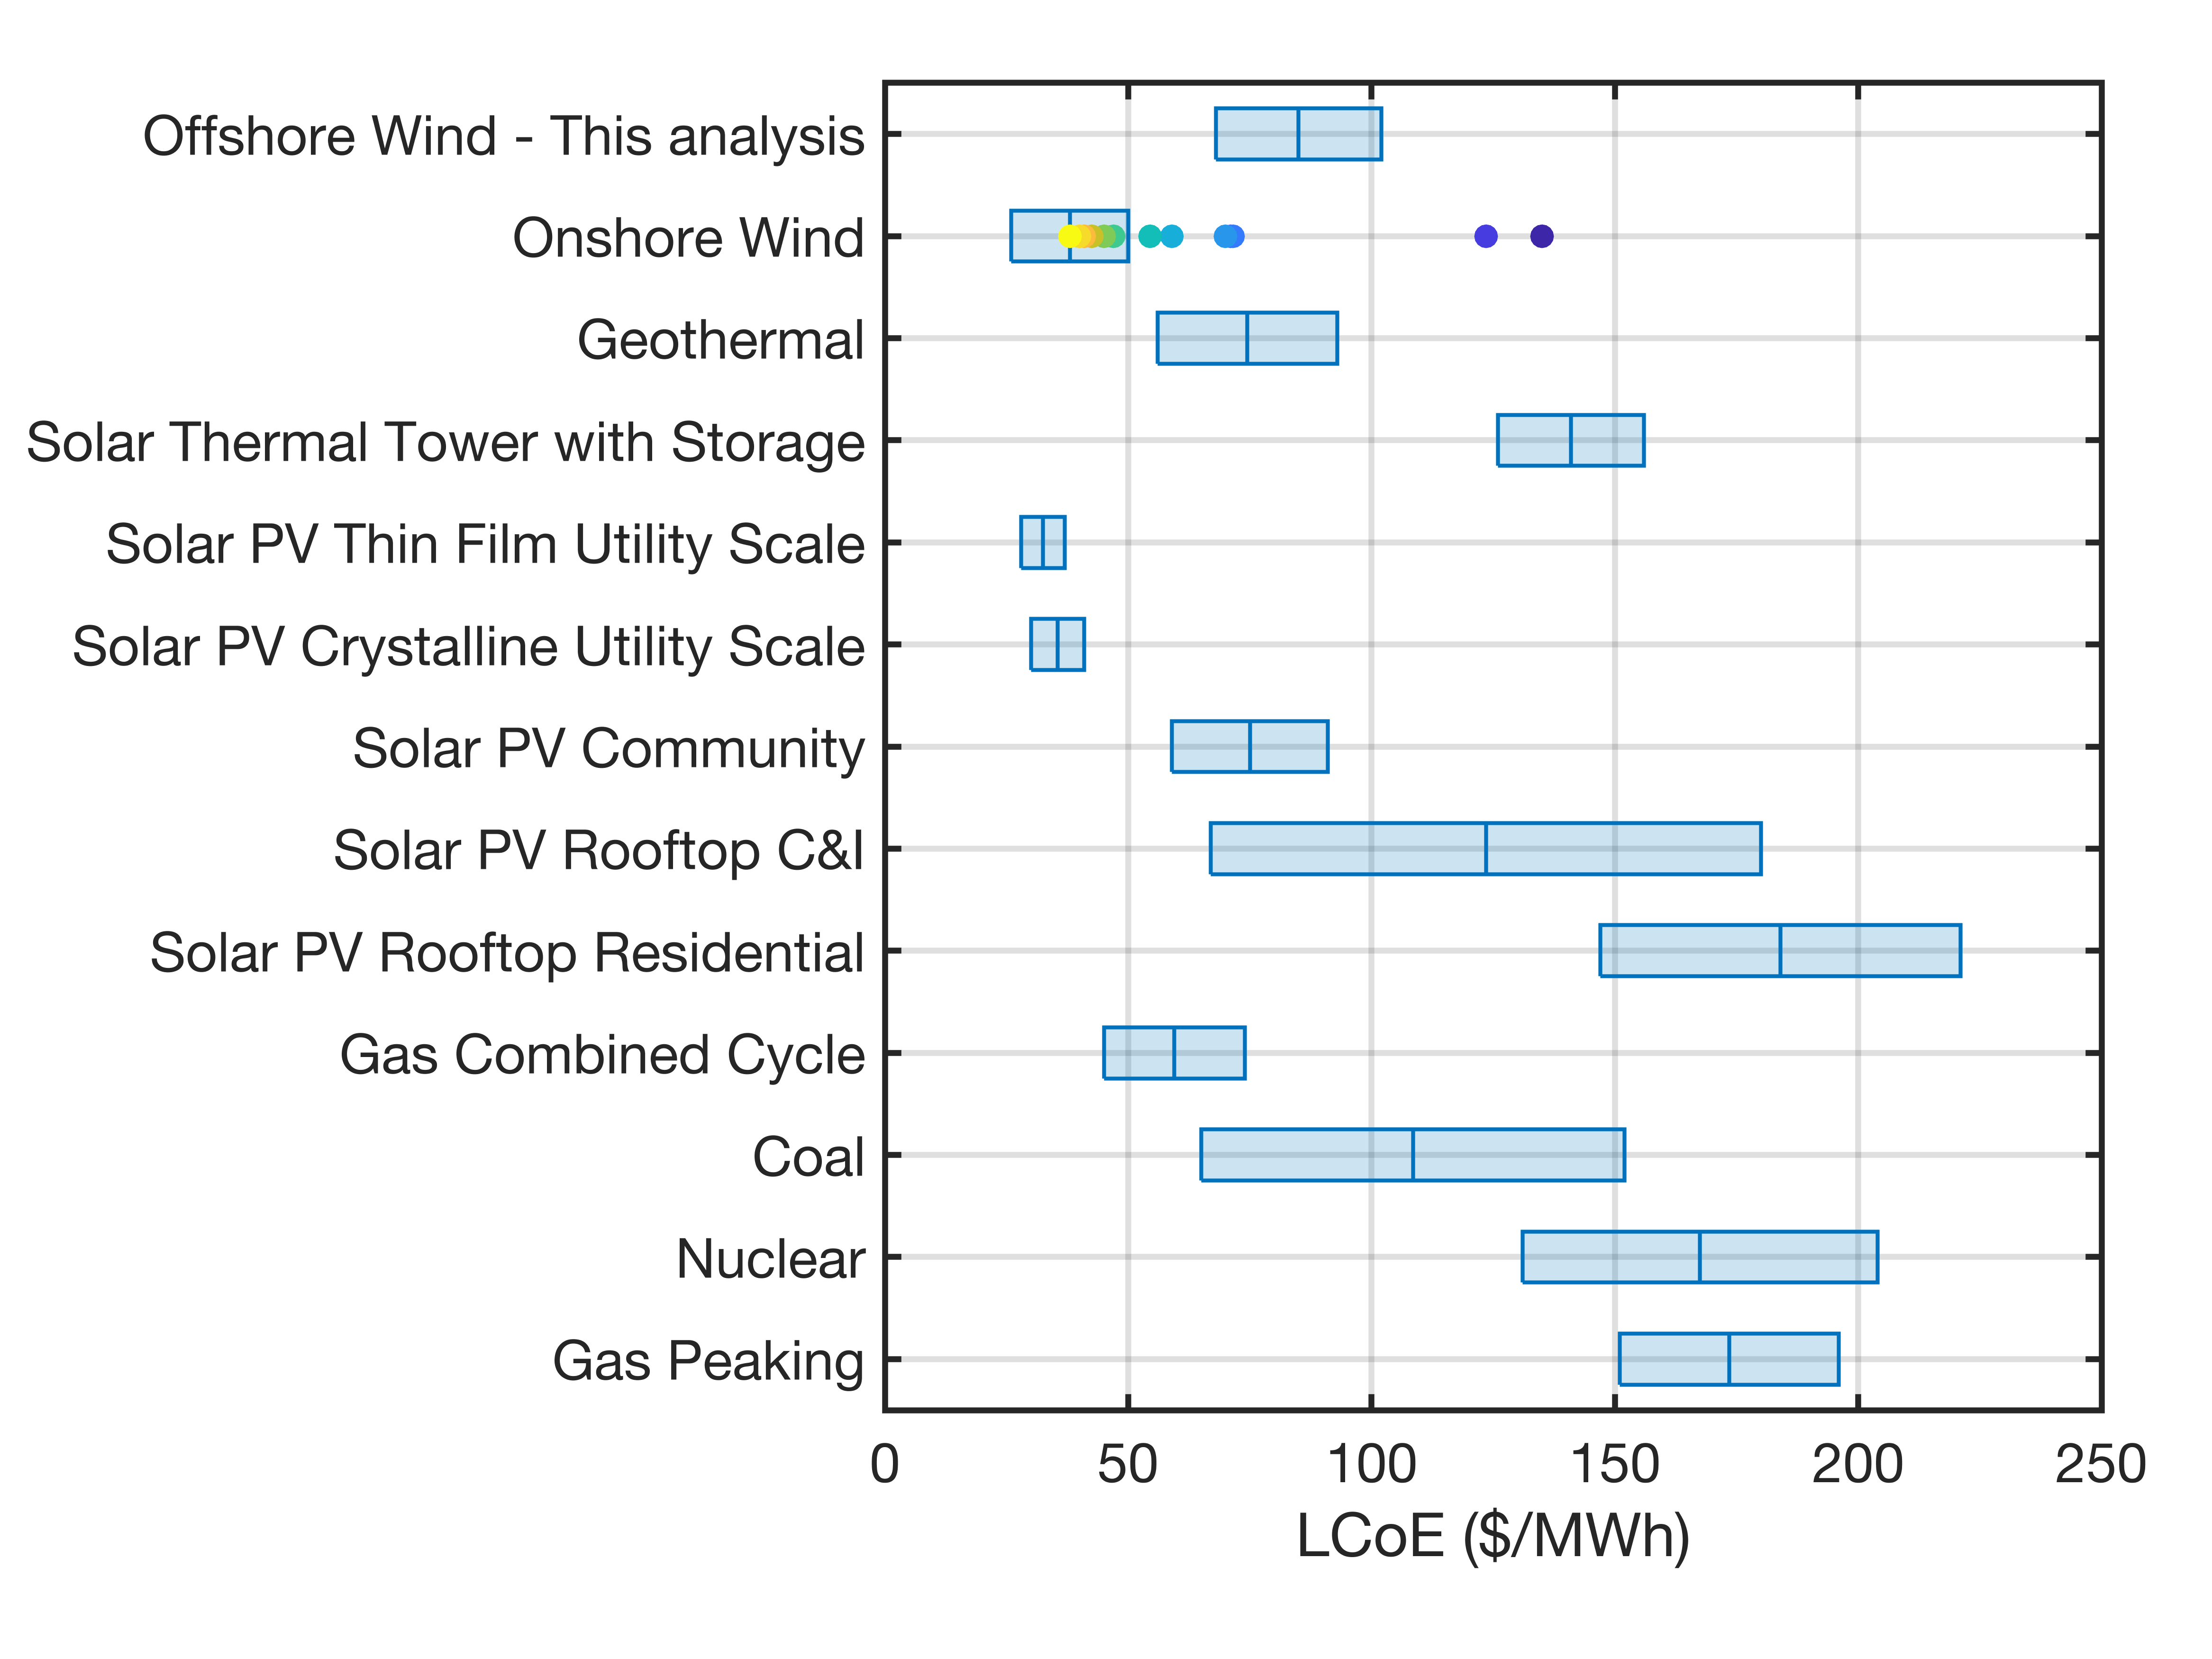 Offshore Wind - This analysis
Onshore Wind
Geothermal
Solar Thermal Tower with Storage
Solar PV Thin Film Utility Scale
Solar PV Crystalline Utility Scale
Solar PV Community
Solar PV Rooftop C&I
Solar PV Rooftop Residential
Gas Combined Cycle
Coal
Nuclear
Gas Peaking
0 50 100 150 200 250
LCoE ($/MWh)